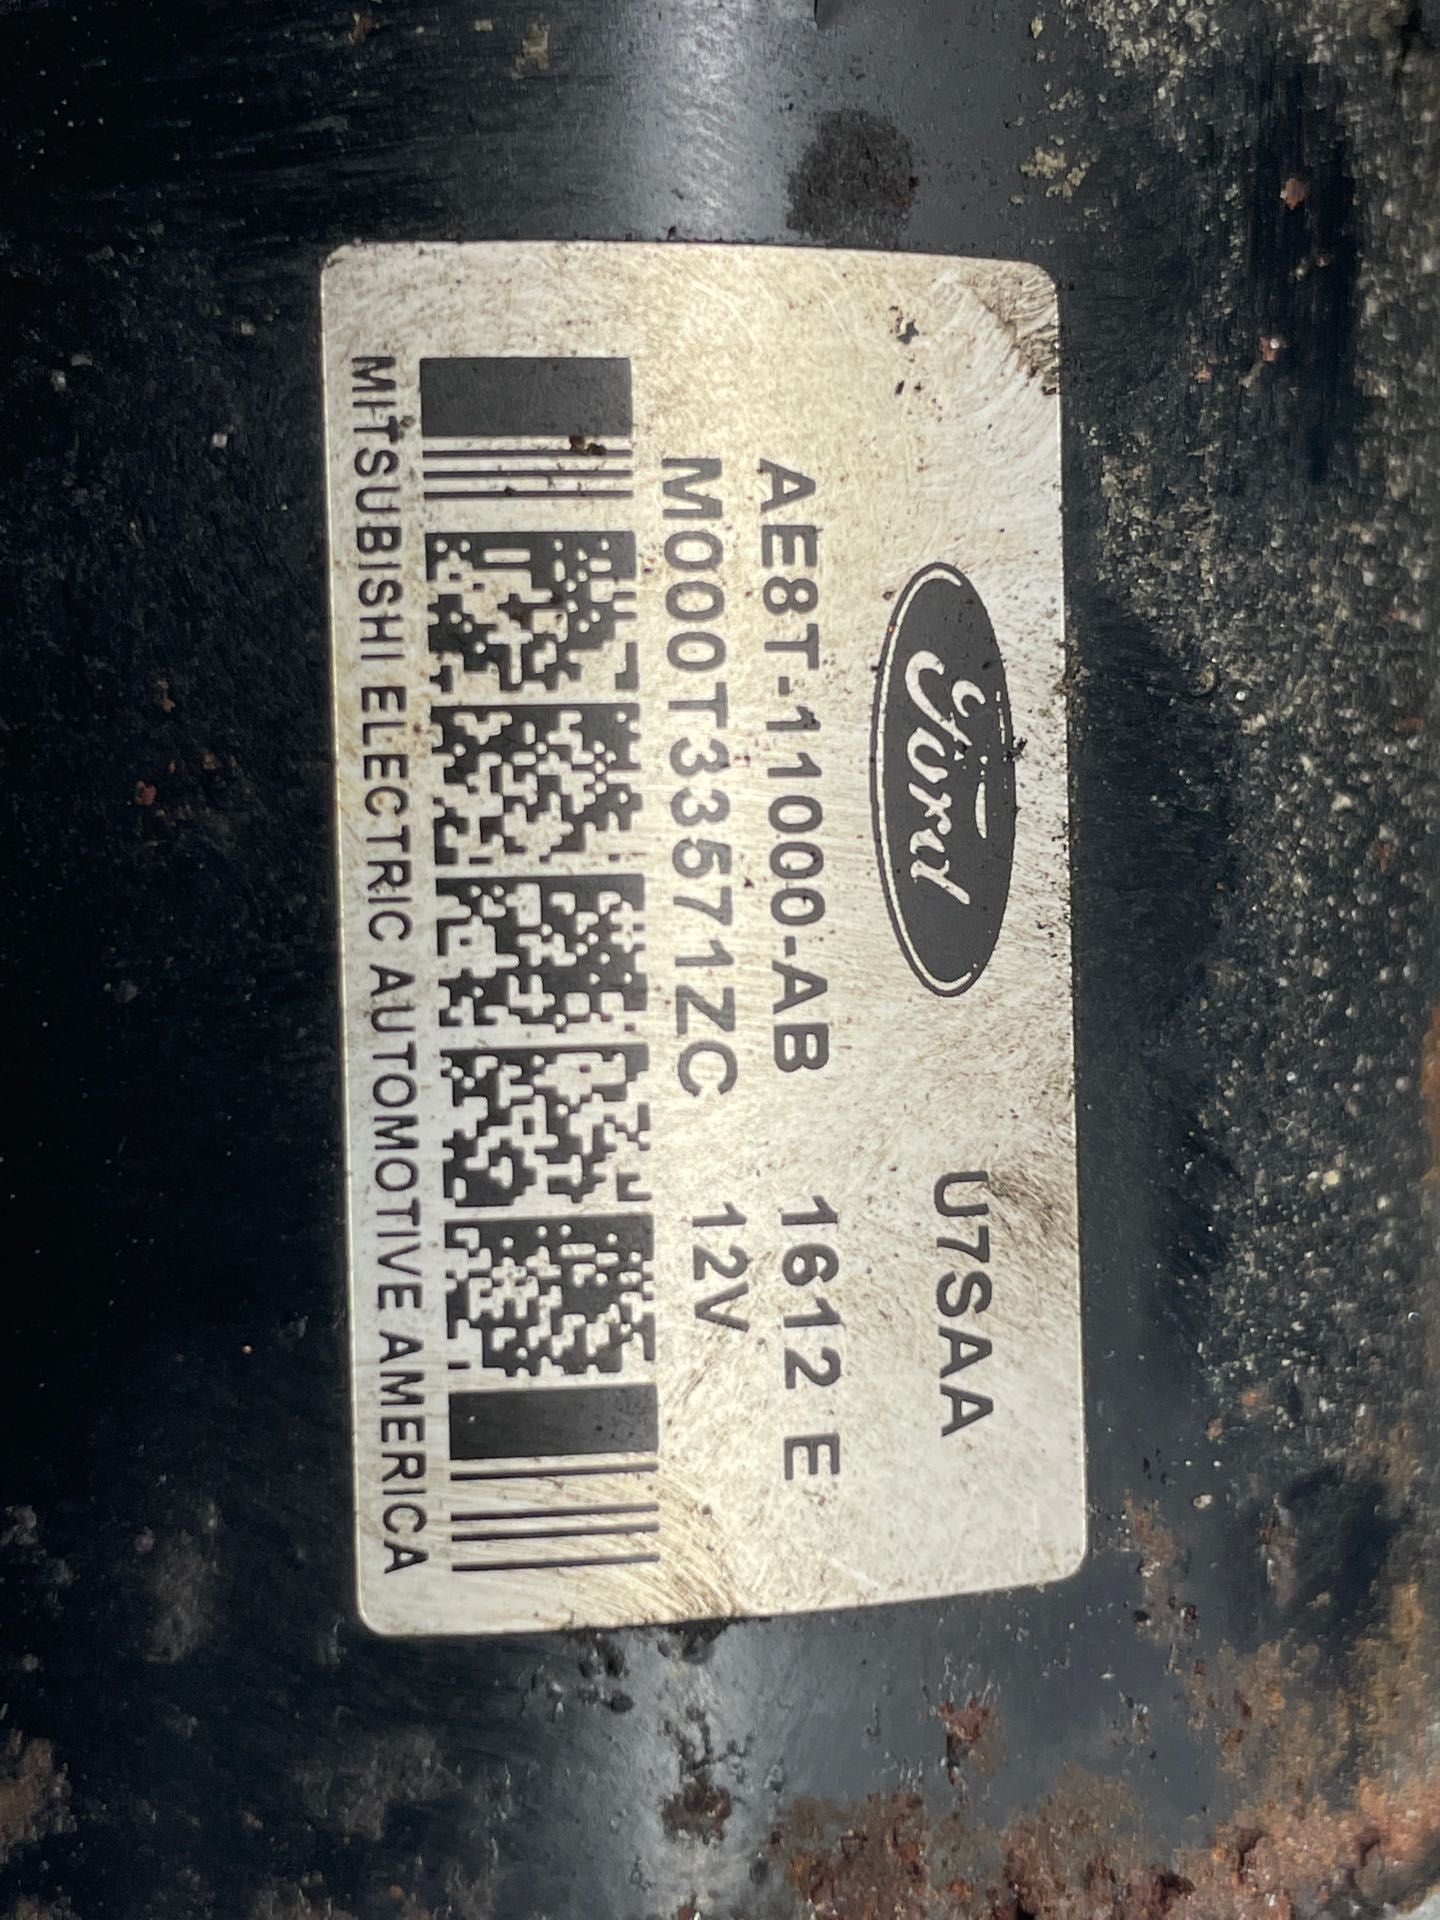 Ford
U7SAA
AE8T-11000-AB 1612 E
M000T33571ZC 12V
MITSUBISHI ELECTRIC AUTOMOTIVE AMERICA